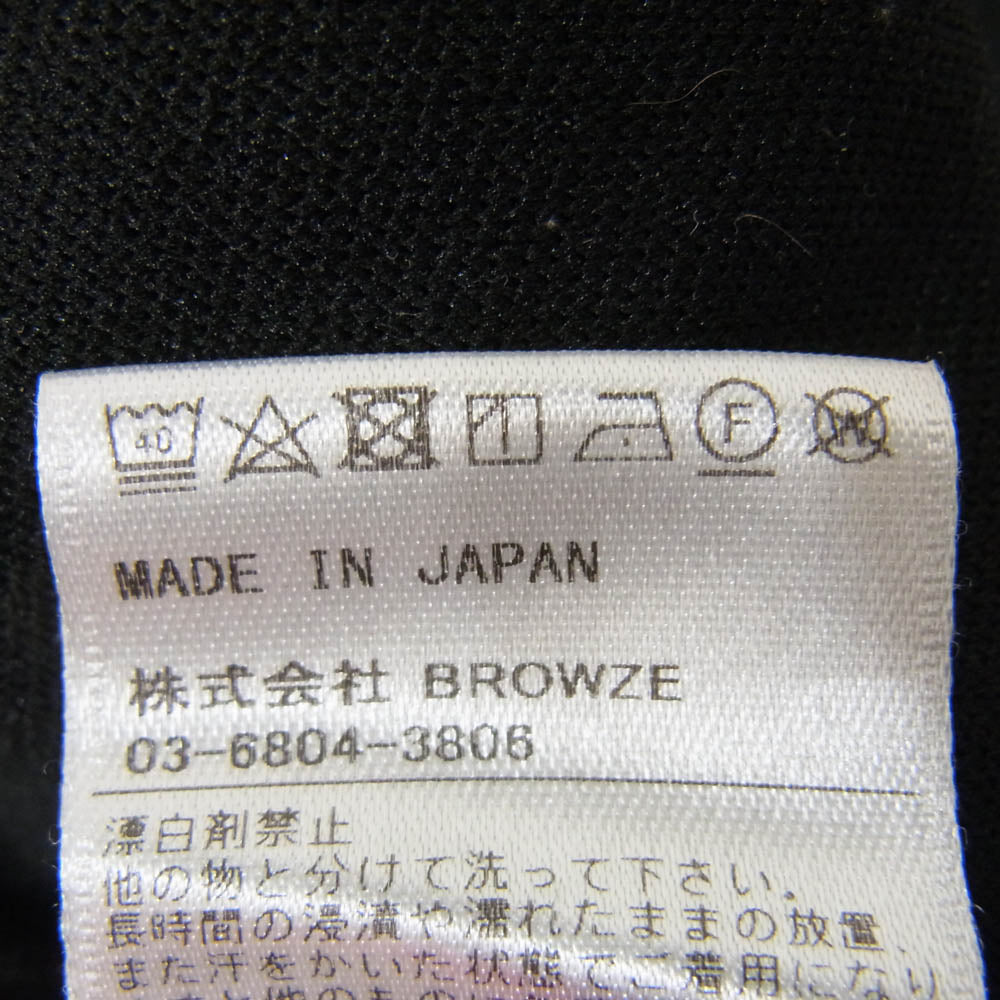 40 F W
MADE IN JAPAN
株式会社 BROWZE
03-6804-3806
漂白剤禁止
他の物と分けて洗って下さい。
長時間の浸漬や濡れたままの放置、
また汗をかいた状態でご着用になり